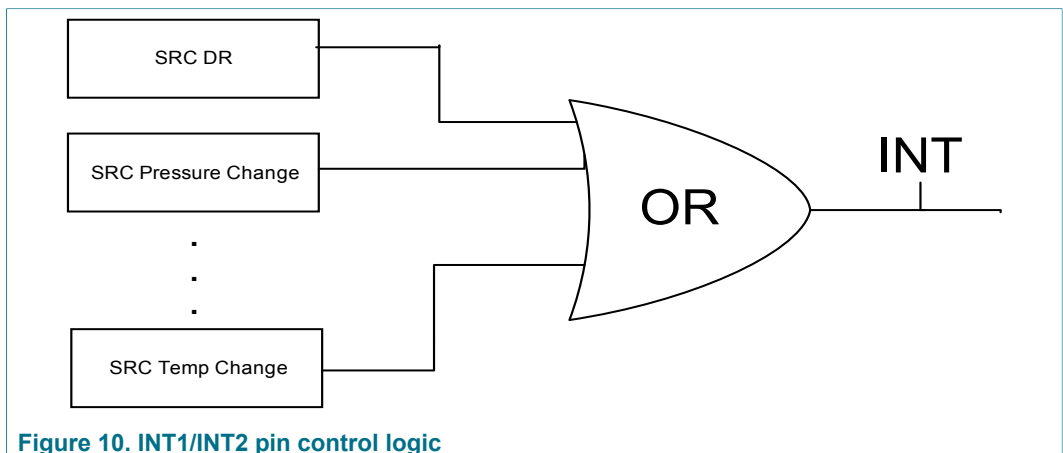 SRC DR
SRC Pressure Change
.
.
.
SRC Temp Change
OR
INT
Figure 10. INT1/INT2 pin control logic